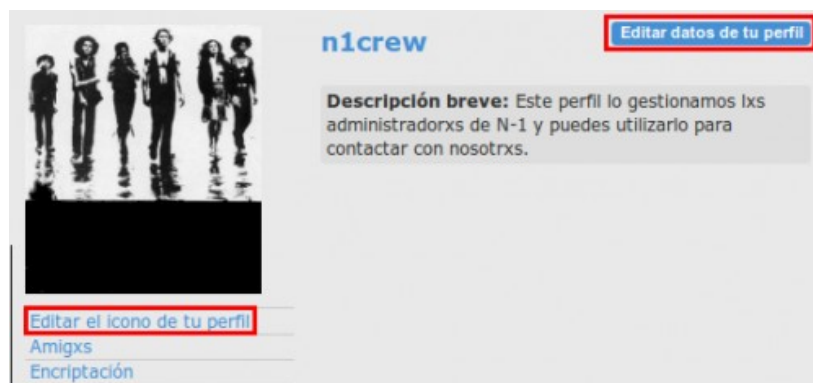 n1crew
Editar datos de tu perfil
Descripción breve: Este perfil lo gestionamos lxs
administradorxs de N-1 y puedes utilizarlo para
contactar con nosotrxs.
Editar el icono de tu perfil
Amigxs
Encriptación